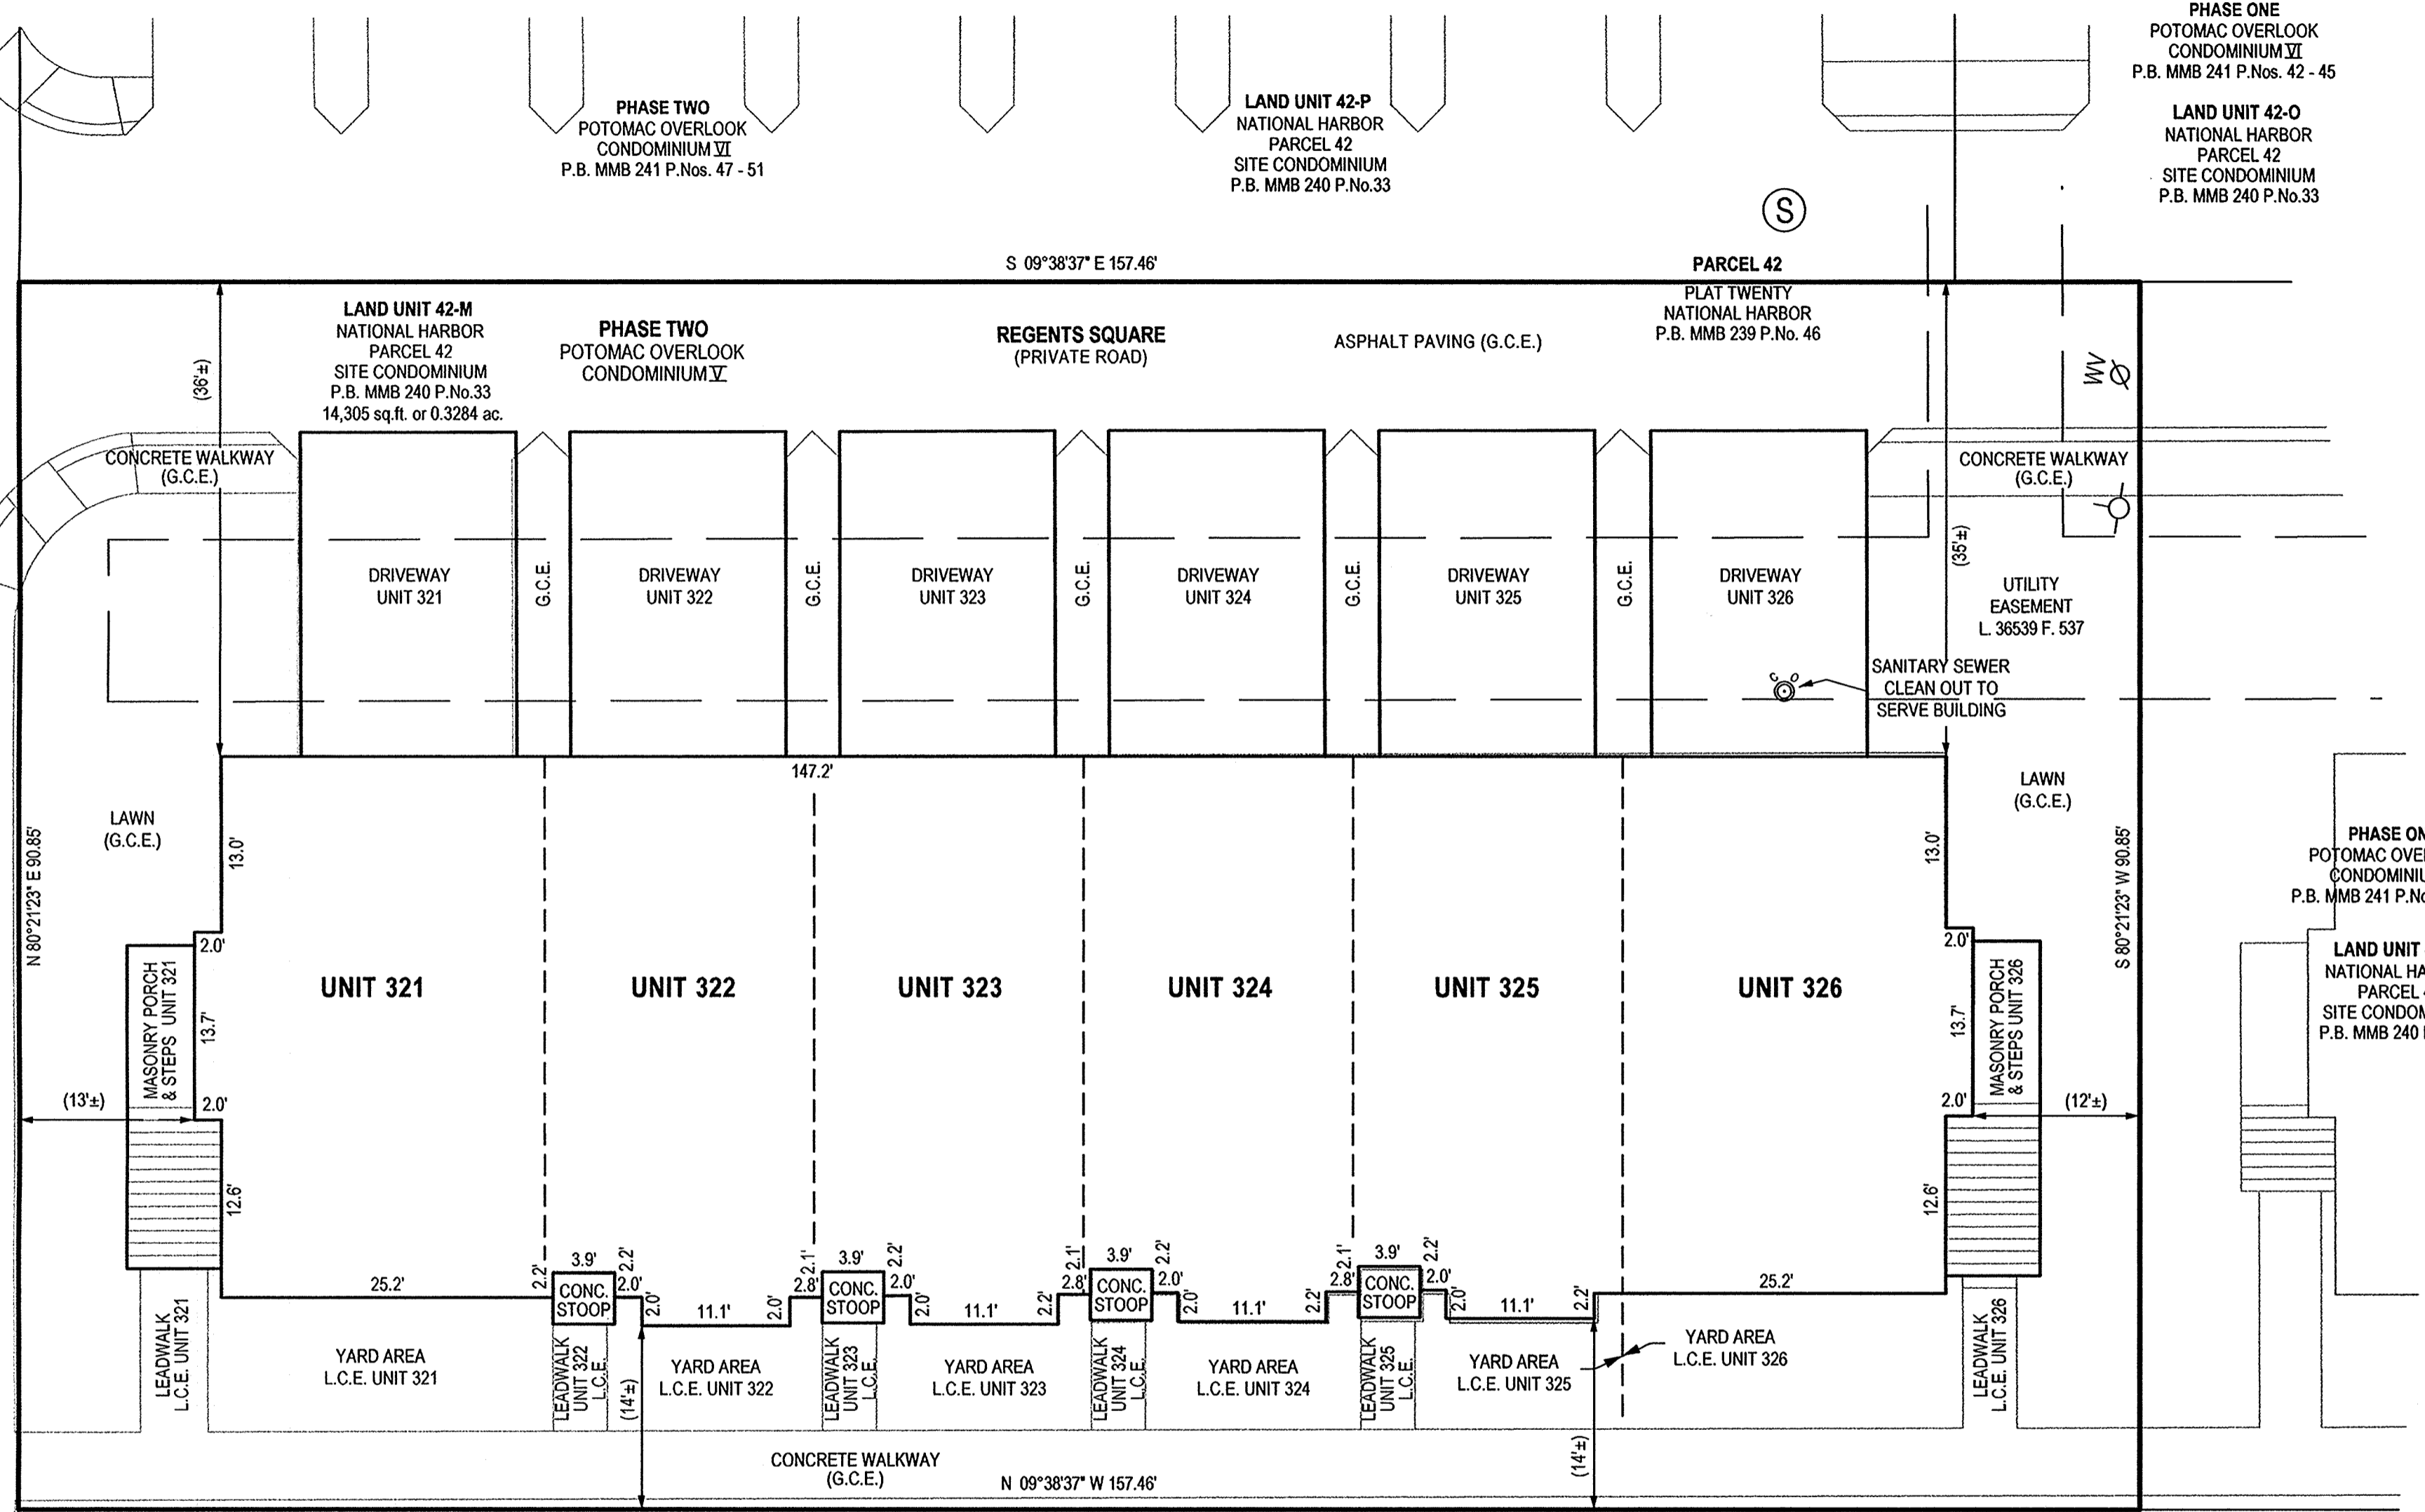 PHASE ONE
POTOMAC OVERLOOK
CONDOMINIUM VI
P.B. MMB 241 P.Nos. 42 - 45
LAND UNIT 42-O
NATIONAL HARBOR
PARCEL 42
SITE CONDOMINIUM
P.B. MMB 240 P.No.33
PHASE TWO
POTOMAC OVERLOOK
CONDOMINIUM VI
P.B. MMB 241 P.Nos. 47 - 51
LAND UNIT 42-P
NATIONAL HARBOR
PARCEL 42
SITE CONDOMINIUM
P.B. MMB 240 P.No.33
S
S 09°38'37" E 157.46'
PARCEL 42
PLAT TWENTY
NATIONAL HARBOR
P.B. MMB 239 P.No. 46
LAND UNIT 42-M
NATIONAL HARBOR
PARCEL 42
SITE CONDOMINIUM
P.B. MMB 240 P.No.33
14,305 sq.ft. or 0.3284 ac.
PHASE TWO
POTOMAC OVERLOOK
CONDOMINIUM V
REGENTS SQUARE
(PRIVATE ROAD)
ASPHALT PAVING (G.C.E.)
(36'±)
WV
CONCRETE WALKWAY
(G.C.E.)
CONCRETE WALKWAY
(G.C.E.)
(35'±)
DRIVEWAY
UNIT 321
G.C.E.
DRIVEWAY
UNIT 322
G.C.E.
DRIVEWAY
UNIT 323
G.C.E.
DRIVEWAY
UNIT 324
G.C.E.
DRIVEWAY
UNIT 325
G.C.E.
DRIVEWAY
UNIT 326
UTILITY
EASEMENT
L. 36539 F. 537
C O
SANITARY SEWER
CLEAN OUT TO
SERVE BUILDING
147.2'
LAWN
(G.C.E.)
LAWN
(G.C.E.)
N 80°21'23" E 90.85'
13.0'
13.0'
S 80°21'23" W 90.85'
PHASE ON
POTOMAC OVE
CONDOMINIU
P.B. MMB 241 P.No
LAND UNIT
NATIONAL HA
PARCEL 4
SITE CONDOM
P.B. MMB 240
2.0'
2.0'
MASONRY PORCH
& STEPS UNIT 321
13.7'
UNIT 321
UNIT 322
UNIT 323
UNIT 324
UNIT 325
UNIT 326
13.7'
MASONRY PORCH
& STEPS UNIT 326
(13'±)
2.0'
2.0'
(12'±)
12.6'
12.6'
25.2'
2.2'
3.9'
2.2'
CONC.
STOOP
2.0'
2.0'
11.1'
2.0'
2.1'
2.8'
3.9'
2.2'
CONC.
STOOP
2.0'
2.0'
11.1'
2.2'
2.1'
2.8'
3.9'
2.2'
CONC.
STOOP
2.0'
2.0'
11.1'
2.2'
2.1'
2.8'
3.9'
2.2'
CONC.
STOOP
2.0'
2.0'
11.1'
2.2'
25.2'
LEADWALK
L.C.E. UNIT 321
YARD AREA
L.C.E. UNIT 321
LEADWALK
UNIT 322
L.C.E.
(14'±)
YARD AREA
L.C.E. UNIT 322
LEADWALK
UNIT 323
L.C.E.
YARD AREA
L.C.E. UNIT 323
LEADWALK
UNIT 324
L.C.E.
YARD AREA
L.C.E. UNIT 324
LEADWALK
UNIT 325
L.C.E.
YARD AREA
L.C.E. UNIT 325
YARD AREA
L.C.E. UNIT 326
LEADWALK
L.C.E. UNIT 326
(14'±)
CONCRETE WALKWAY
(G.C.E.)
N 09°38'37" W 157.46'